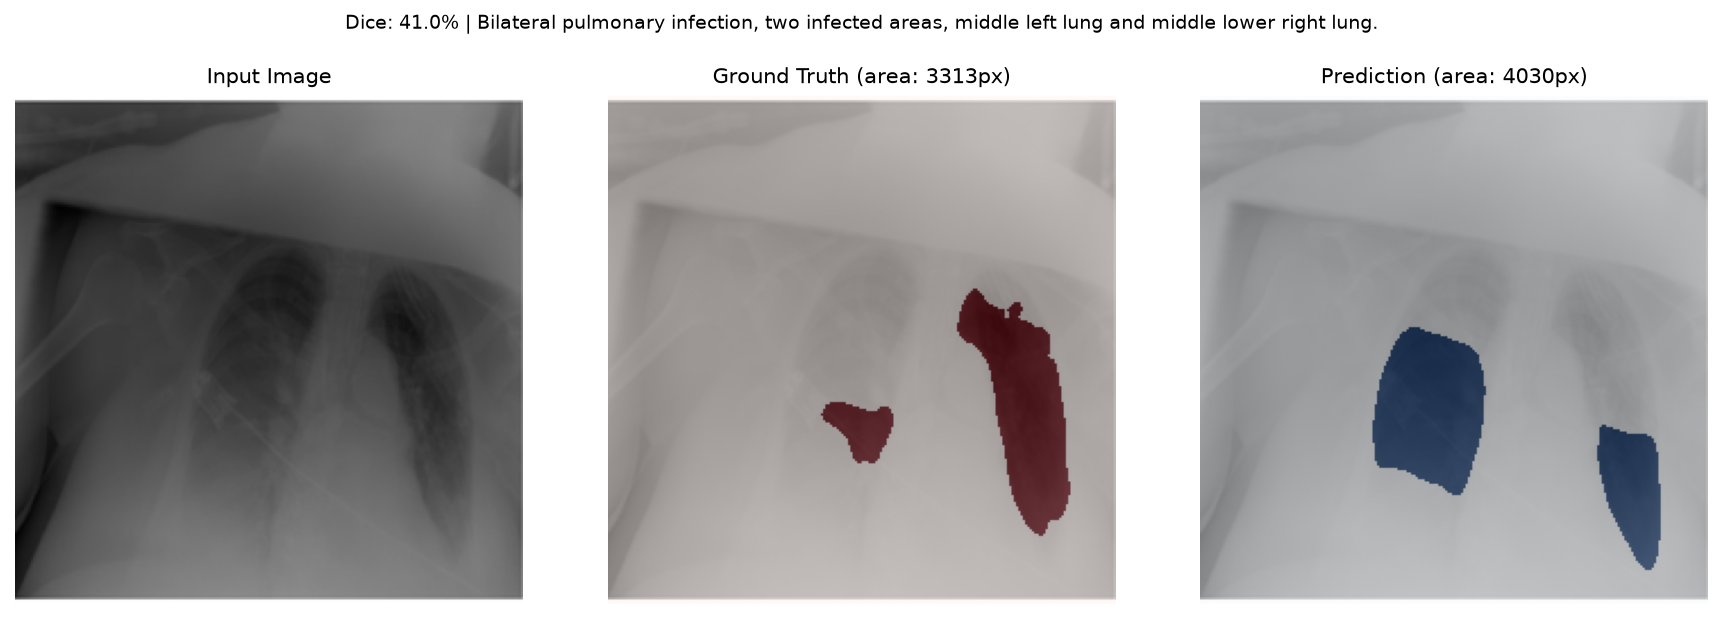 Dice: 41.0% | Bilateral pulmonary infection, two infected areas, middle left lung and middle lower right lung.
Input Image
Ground Truth (area: 3313px)
Prediction (area: 4030px)